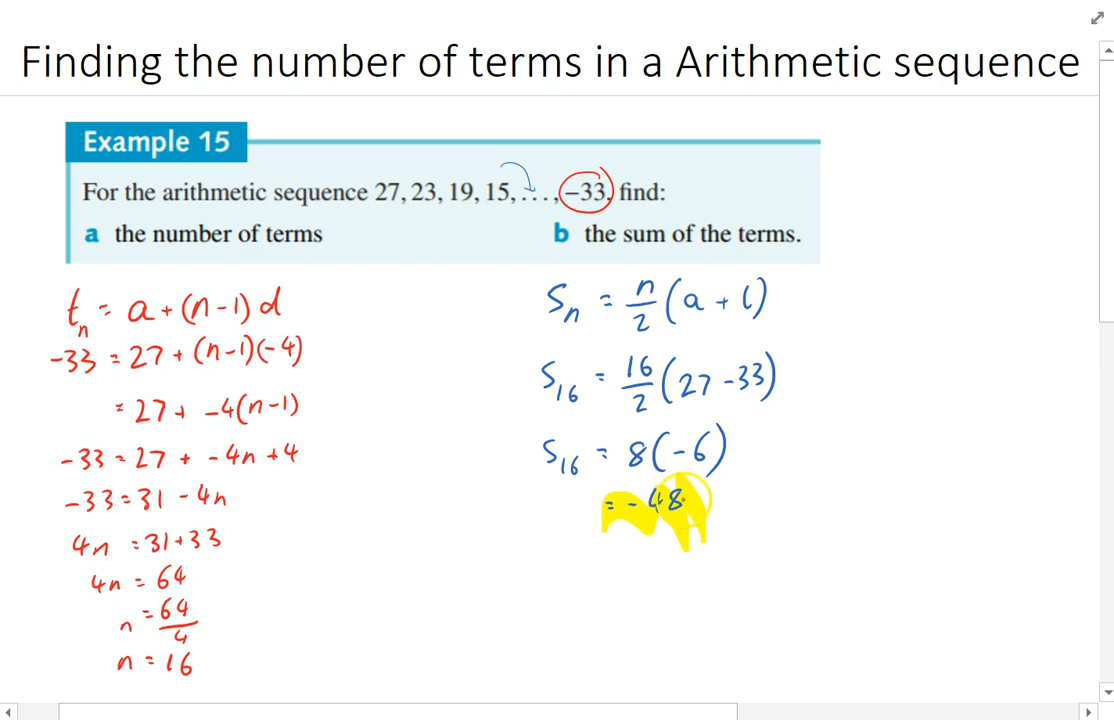 Finding the number of terms in a Arithmetic sequence
Example 15
For the arithmetic sequence 27, 23, 19, 15, . . . , −33, find:
a the number of terms
b the sum of the terms.
tn = a + (n-1) d
-33 = 27 + (n-1)(-4)
= 27 + -4(n-1)
-33 = 27 + -4n + 4
-33 = 31 - 4n
4n = 31 + 33
4n = 64
n = 64/4
n = 16
Sn = n/2 (a + l)
S16 = 16/2 (27 - 33)
S16 = 8(-6)
= -48